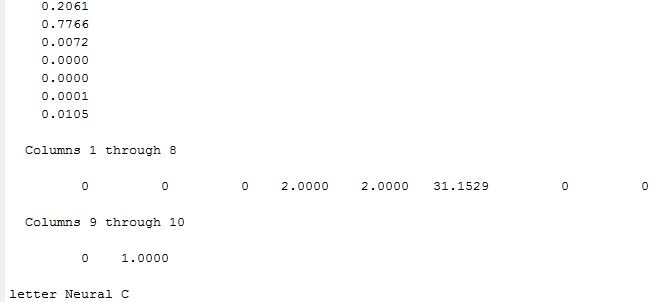 0.2061
0.7766
0.0072
0.0000
0.0000
0.0001
0.0105
Columns 1 through 8
0 0 0 2.0000 2.0000 31.1529 0 0
Columns 9 through 10
0 1.0000
letter Neural C